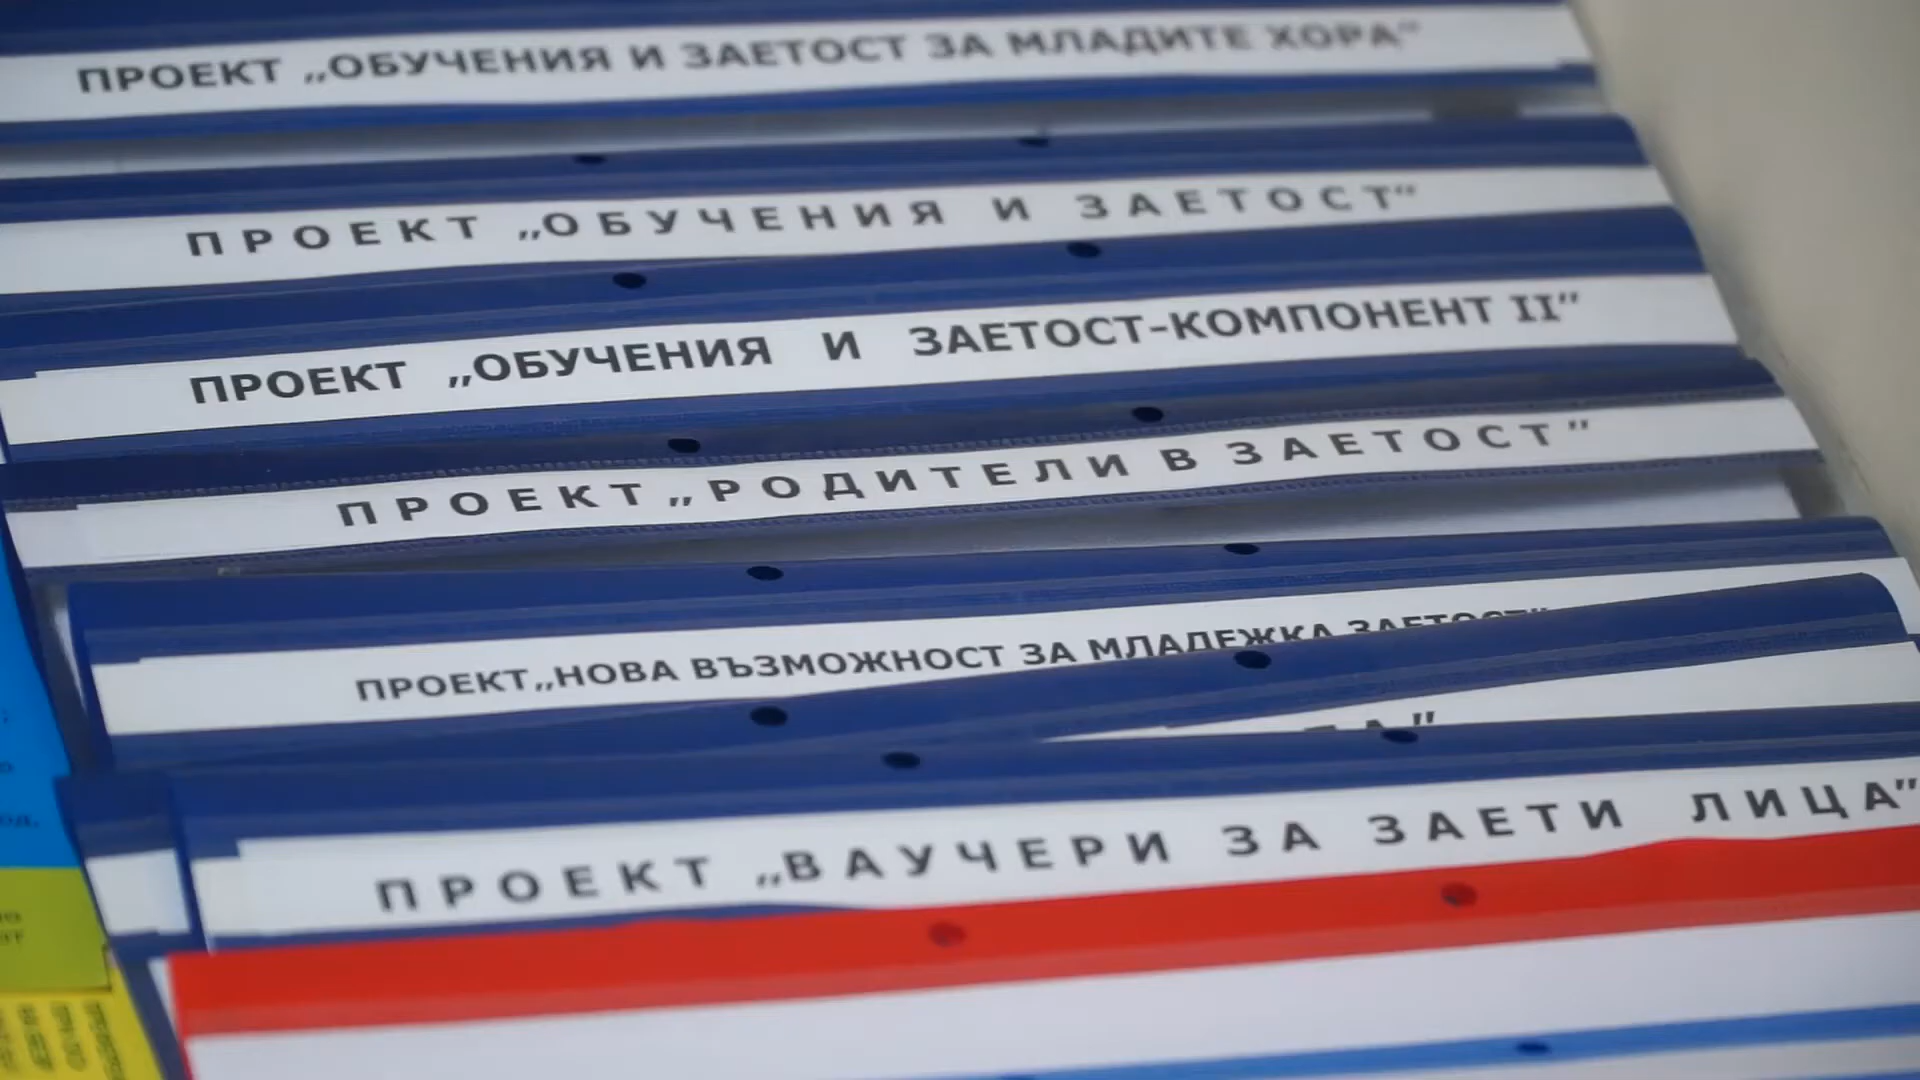 ПРОЕКТ „ОБУЧЕНИЯ И ЗАЕТОСТ ЗА МЛАДИТЕ ХОРА"
ПРОЕКТ „ОБУЧЕНИЯ И ЗАЕТОСТ"
ПРОЕКТ „ОБУЧЕНИЯ И ЗАЕТОСТ-КОМПОНЕНТ II"
ПРОЕКТ „РОДИТЕЛИ В ЗАЕТОСТ"
ПРОЕКТ„НОВА ВЪЗМОЖНОСТ ЗА МЛАДЕЖКА ЗАЕТОСТ"
ПРОЕКТ „ВАУЧЕРИ ЗА ЗАЕТИ ЛИЦА"